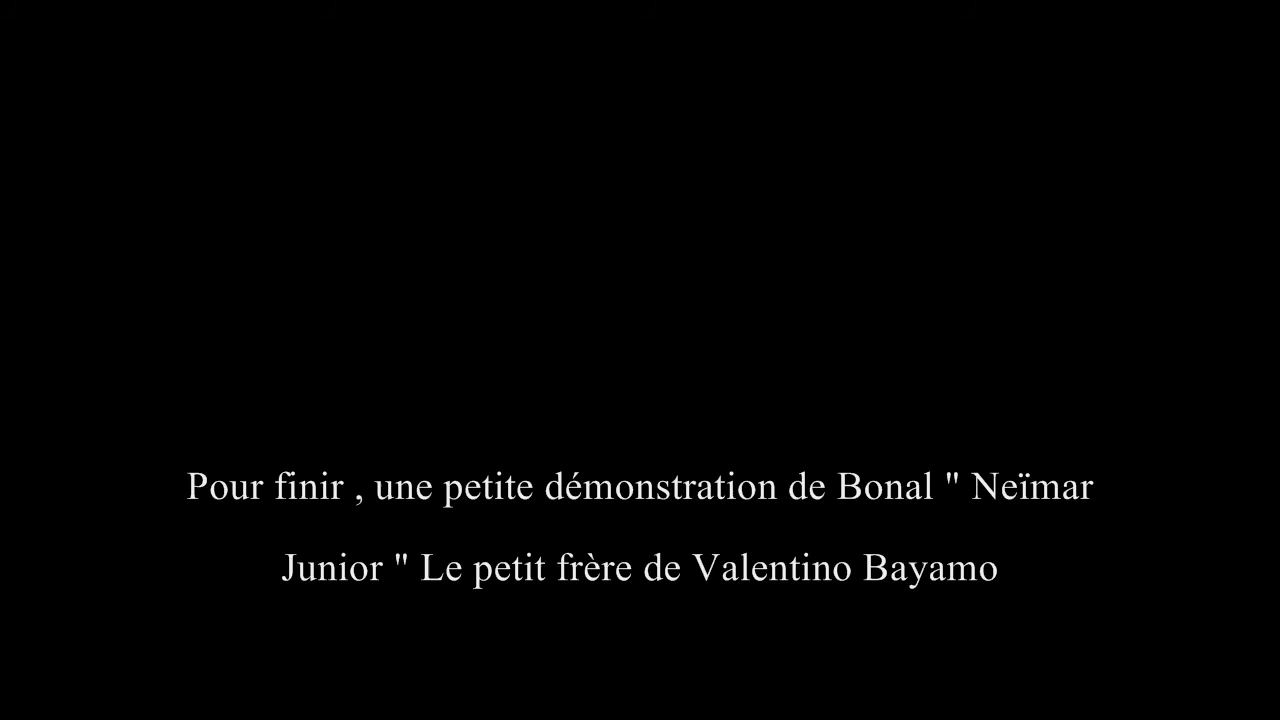 Pour finir , une petite démonstration de Bonal " Neïmar
Junior " Le petit frère de Valentino Bayamo